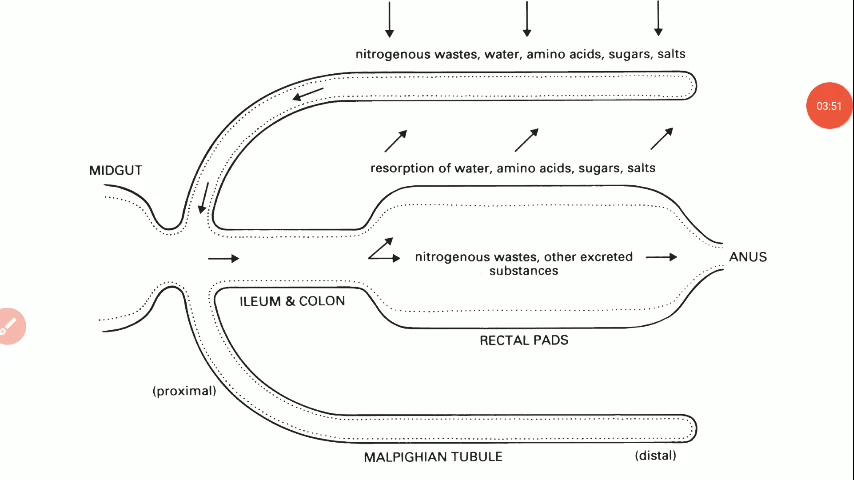 nitrogenous wastes, water, amino acids, sugars, salts
03:51
resorption of water, amino acids, sugars, salts
MIDGUT
nitrogenous wastes, other excreted
substances
ANUS
ILEUM & COLON
RECTAL PADS
(proximal)
MALPIGHIAN TUBULE
(distal)